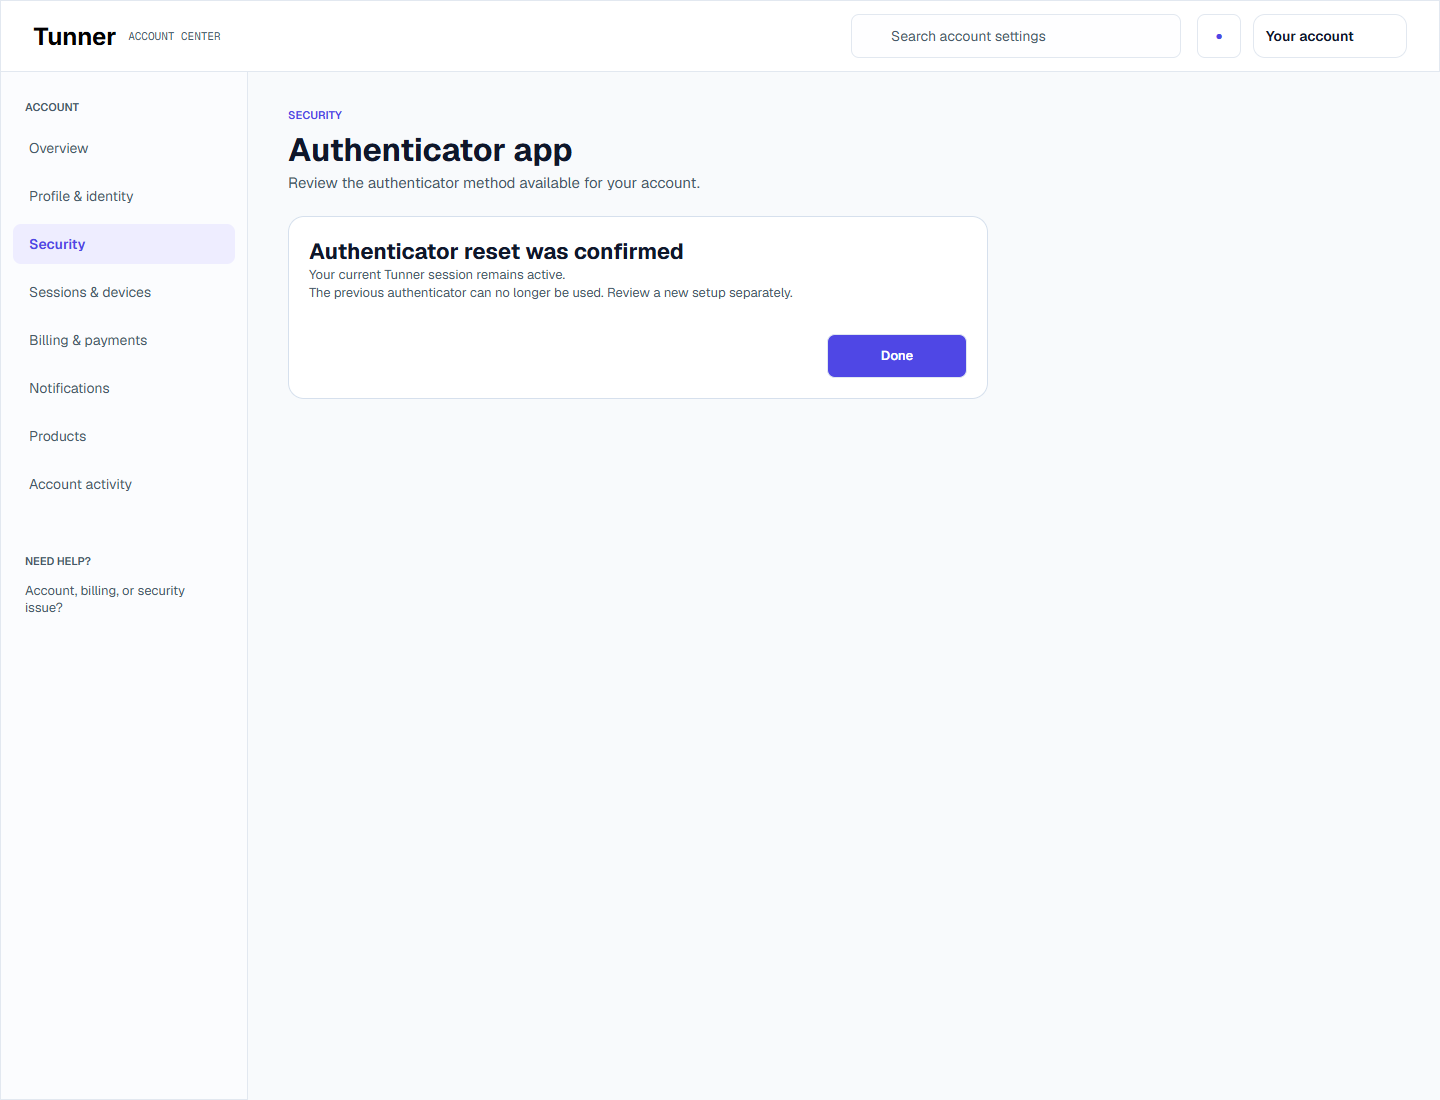 Tunner ACCOUNT CENTER
Search account settings
Your account
ACCOUNT
Overview
Profile & identity
Security
Sessions & devices
Billing & payments
Notifications
Products
Account activity
NEED HELP?
Account, billing, or security
issue?
SECURITY
Authenticator app
Review the authenticator method available for your account.
Authenticator reset was confirmed
Your current Tunner session remains active.
The previous authenticator can no longer be used. Review a new setup separately.
Done